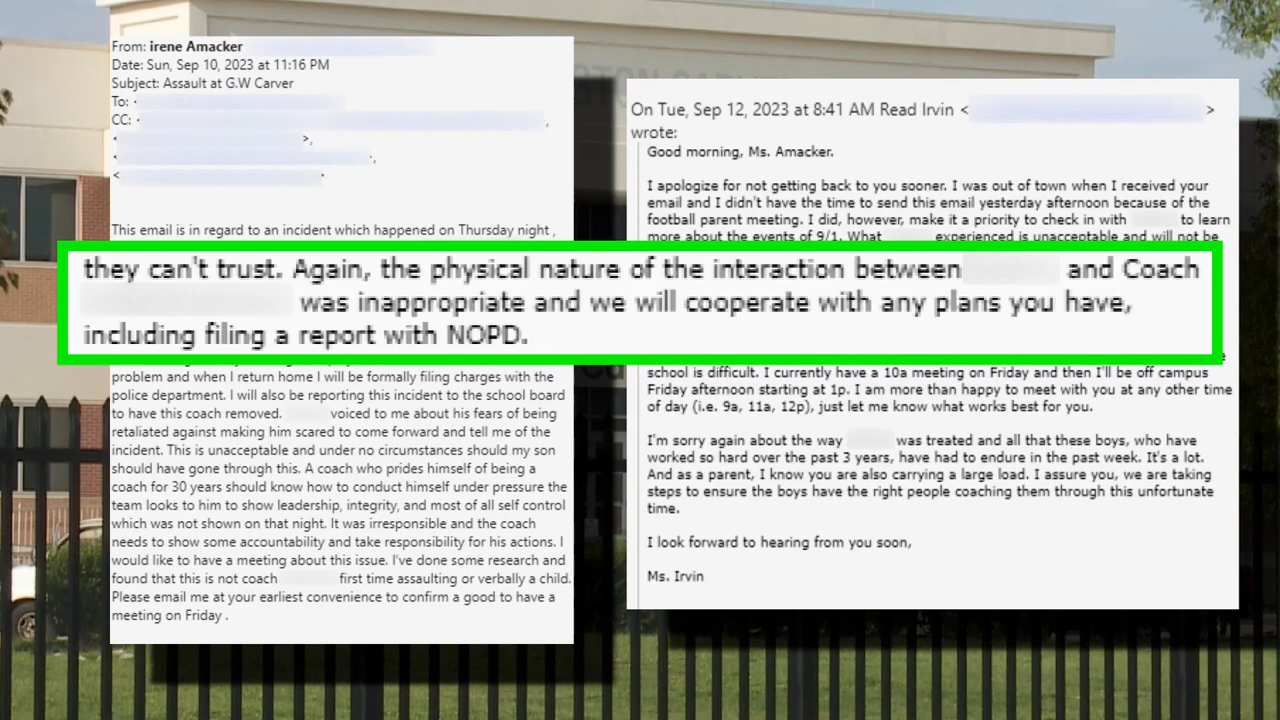 From: irene Amacker
Date: Sun, Sep 10, 2023 at 11:16 PM
Subject: Assault at G.W Carver
To:
CC:
This email is in regard to an incident which happened on Thursday night ,
On Tue, Sep 12, 2023 at 8:41 AM Read Irvin < >
wrote:
Good morning, Ms. Amacker.
I apologize for not getting back to you sooner. I was out of town when I received your
email and I didn't have the time to send this email yesterday afternoon because of the
football parent meeting. I did, however, make it a priority to check in with to learn
more about the events of 9/1. What experienced is unacceptable and will not be
they can't trust. Again, the physical nature of the interaction between and Coach
was inappropriate and we will cooperate with any plans you have,
including filing a report with NOPD.
problem and when I return home I will be formally filing charges with the
police department. I will also be reporting this incident to the school board
to have this coach removed. voiced to me about his fears of being
retaliated against making him scared to come forward and tell me of the
incident. This is unacceptable and under no circumstances should my son
should have gone through this. A coach who prides himself of being a
coach for 30 years should know how to conduct himself under pressure the
team looks to him to show leadership, integrity, and most of all self control
which was not shown on that night. It was irresponsible and the coach
needs to show some accountability and take responsibility for his actions. I
would like to have a meeting about this issue. I've done some research and
found that this is not coach first time assaulting or verbally a child.
Please email me at your earliest convenience to confirm a good to have a
meeting on Friday .
school is difficult. I currently have a 10a meeting on Friday and then I'll be off campus
Friday afternoon starting at 1p. I am more than happy to meet with you at any other time
of day (i.e. 9a, 11a, 12p), just let me know what works best for you.
I'm sorry again about the way was treated and all that these boys, who have
worked so hard over the past 3 years, have had to endure in the past week. It's a lot.
And as a parent, I know you are also carrying a large load. I assure you, we are taking
steps to ensure the boys have the right people coaching them through this unfortunate
time.
I look forward to hearing from you soon,
Ms. Irvin